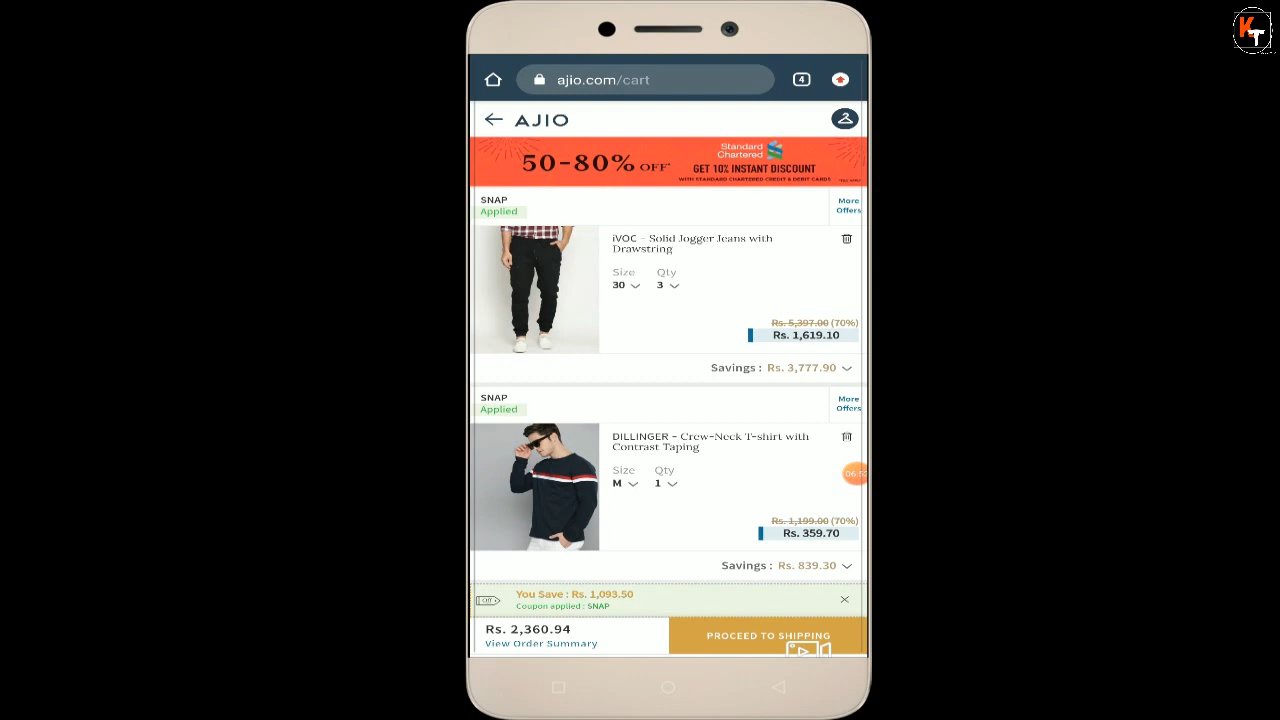 KT
ajio.com/cart
4
AJIO
50-80% OFF*
Standard Chartered
GET 10% INSTANT DISCOUNT
WITH STANDARD CHARTERED CREDIT & DEBIT CARDS
SNAP
Applied
More Offers
iVOC - Solid Jogger Jeans with
Drawstring
Size Qty
30 3
Rs. 5,397.00 (70%)
Rs. 1,619.10
Savings : Rs. 3,777.90
SNAP
Applied
More Offers
DILLINGER - Crew-Neck T-shirt with
Contrast Taping
Size Qty
M 1
Rs. 1,199.00 (70%)
Rs. 359.70
Savings : Rs. 839.30
Off
You Save : Rs. 1,093.50
Coupon applied : SNAP
Rs. 2,360.94
View Order Summary
PROCEED TO SHIPPING